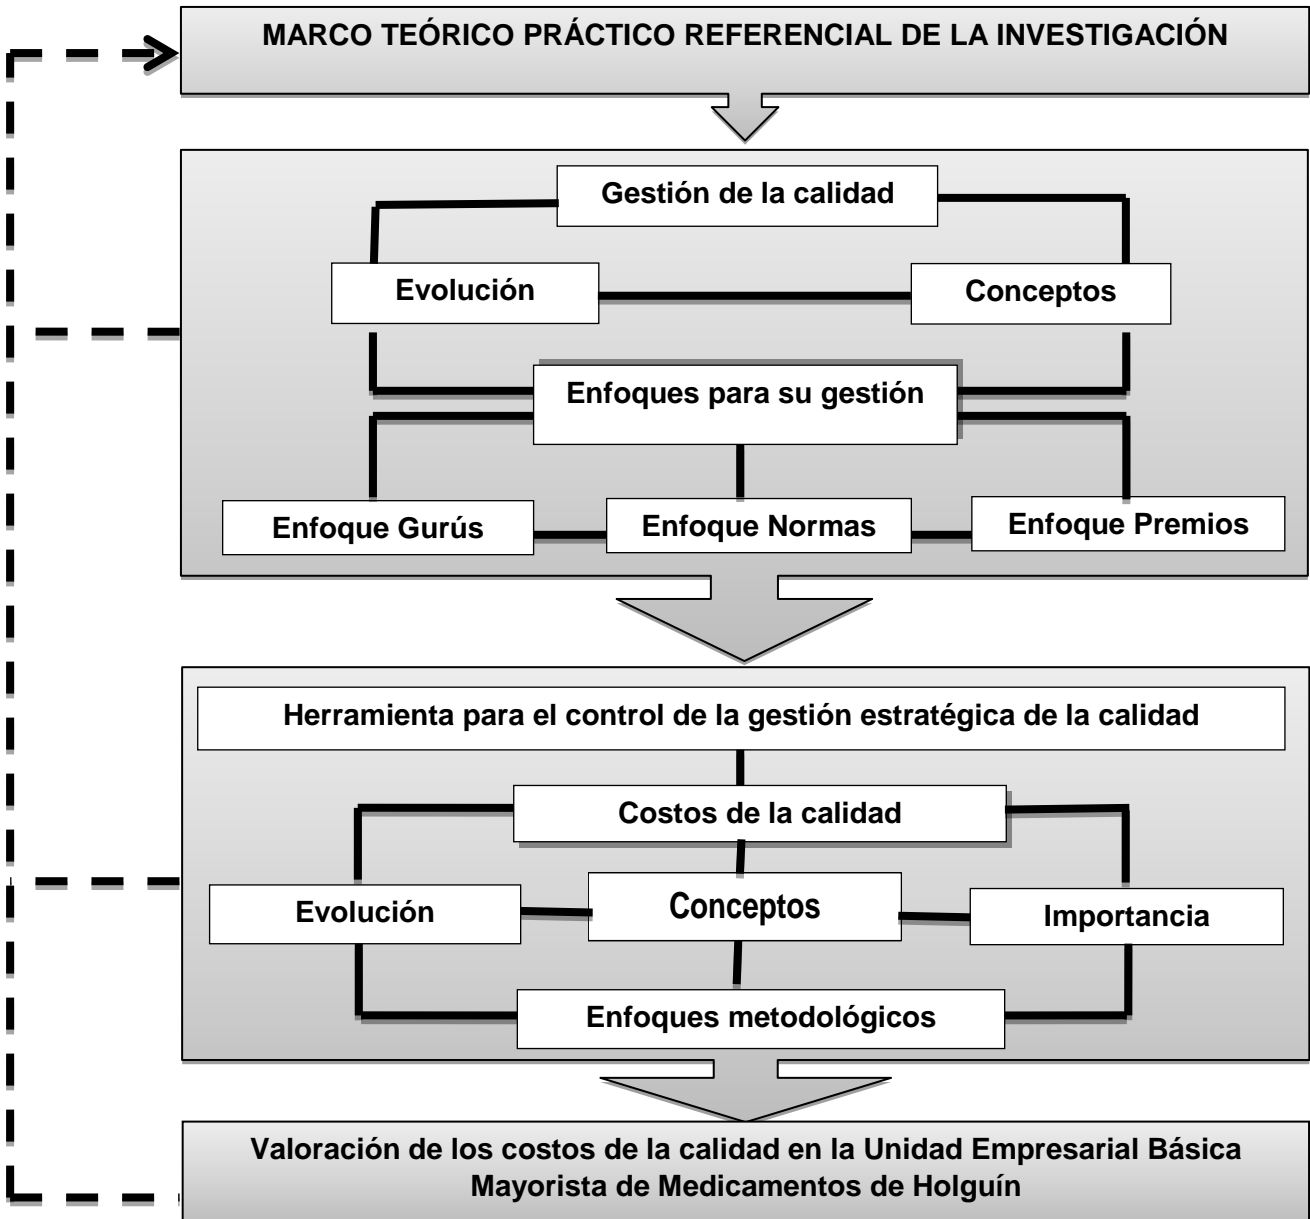 MARCO TEÓRICO PRÁCTICO REFERENCIAL DE LA INVESTIGACIÓN
Gestión de la calidad
Evolución
Conceptos
Enfoques para su gestión
Enfoque Gurús
Enfoque Normas
Enfoque Premios
Herramienta para el control de la gestión estratégica de la calidad
Costos de la calidad
Evolución
Conceptos
Importancia
Enfoques metodológicos
Valoración de los costos de la calidad en la Unidad Empresarial Básica
Mayorista de Medicamentos de Holguín